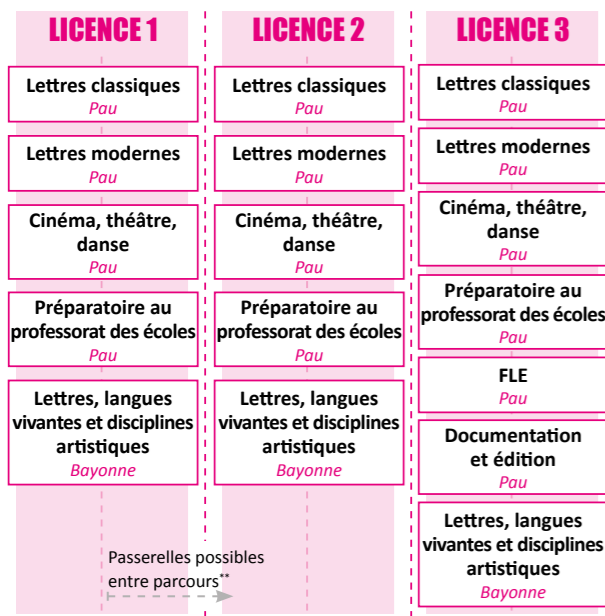 LICENCE 1
Lettres classiques
Pau
Lettres modernes
Pau
Cinéma, théâtre,
danse
Pau
Préparatoire au
professorat des écoles
Pau
Lettres, langues
vivantes et disciplines
artistiques
Bayonne
Passerelles possibles
entre parcours**
LICENCE 2
Lettres classiques
Pau
Lettres modernes
Pau
Cinéma, théâtre,
danse
Pau
Préparatoire au
professorat des écoles
Pau
Lettres, langues
vivantes et disciplines
artistiques
Bayonne
LICENCE 3
Lettres classiques
Pau
Lettres modernes
Pau
Cinéma, théâtre,
danse
Pau
Préparatoire au
professorat des écoles
Pau
FLE
Pau
Documentation
et édition
Pau
Lettres, langues
vivantes et disciplines
artistiques
Bayonne